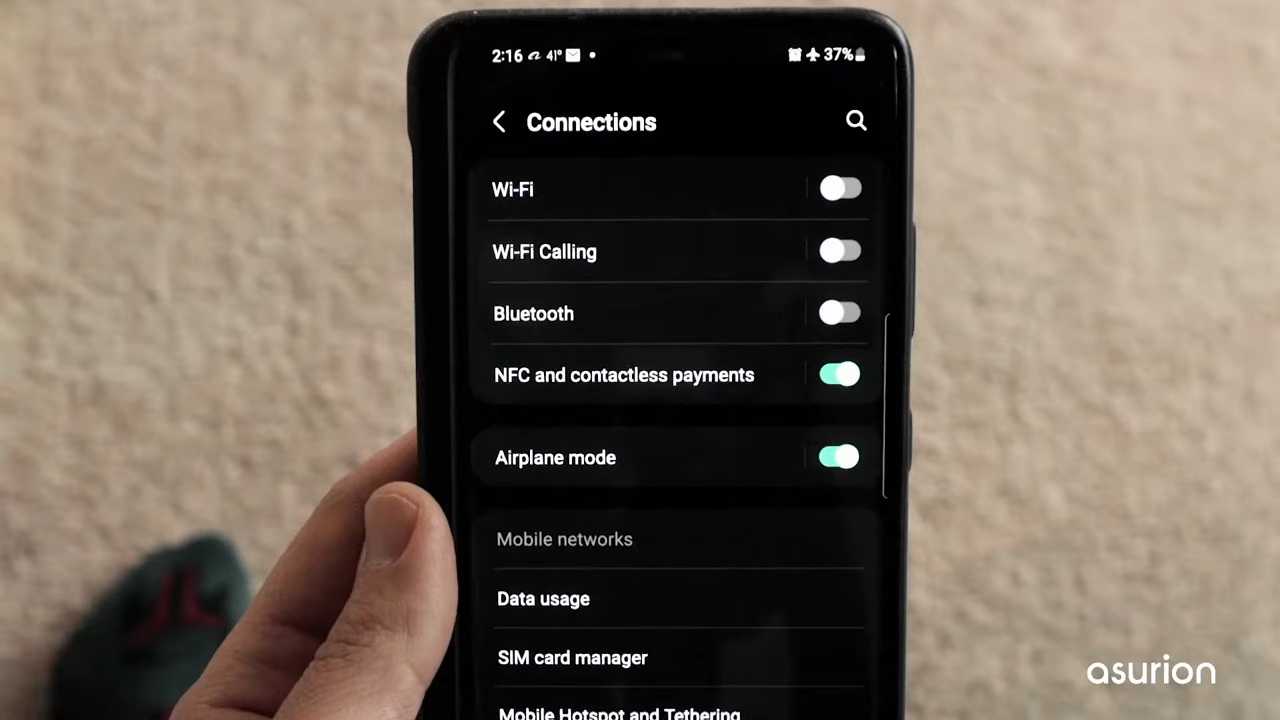 2:16 41° 37%
Connections
Wi-Fi
Wi-Fi Calling
Bluetooth
NFC and contactless payments
Airplane mode
Mobile networks
Data usage
SIM card manager
Mobile Hotspot and Tethering
asurion